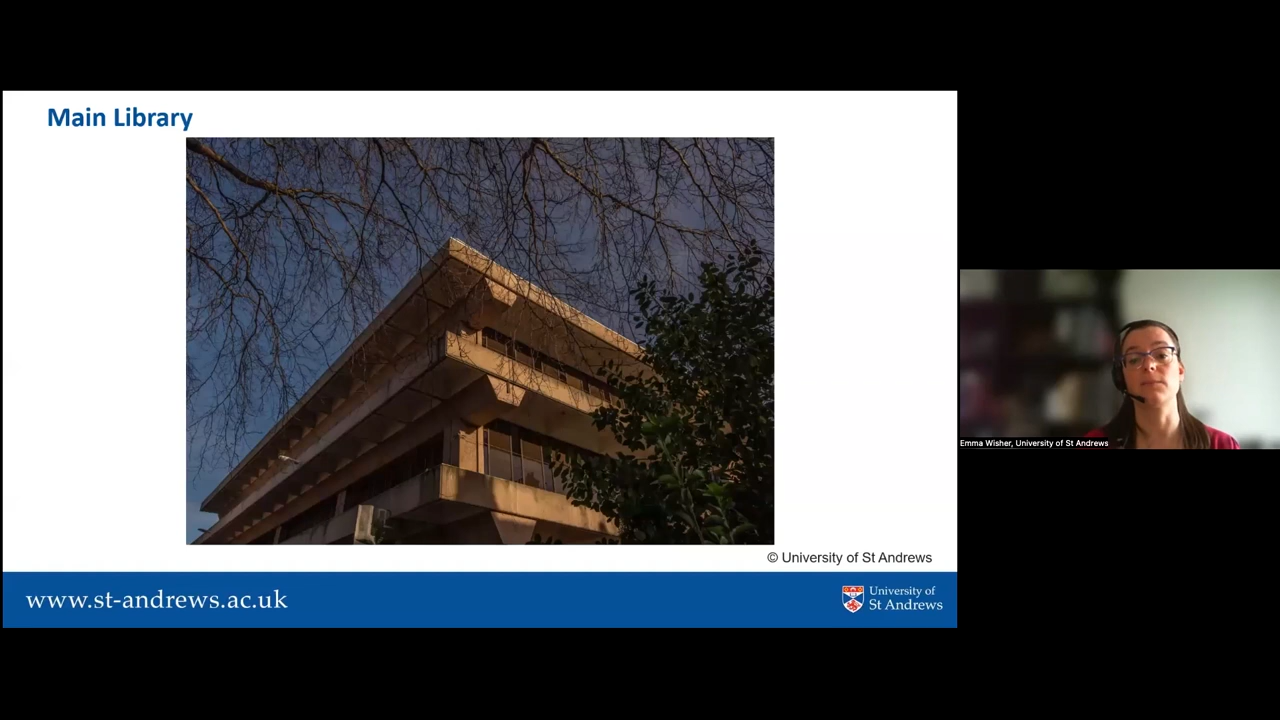 Main Library
© University of St Andrews
www.st-andrews.ac.uk
University of
St Andrews
Emma Wisher, University of St Andrews